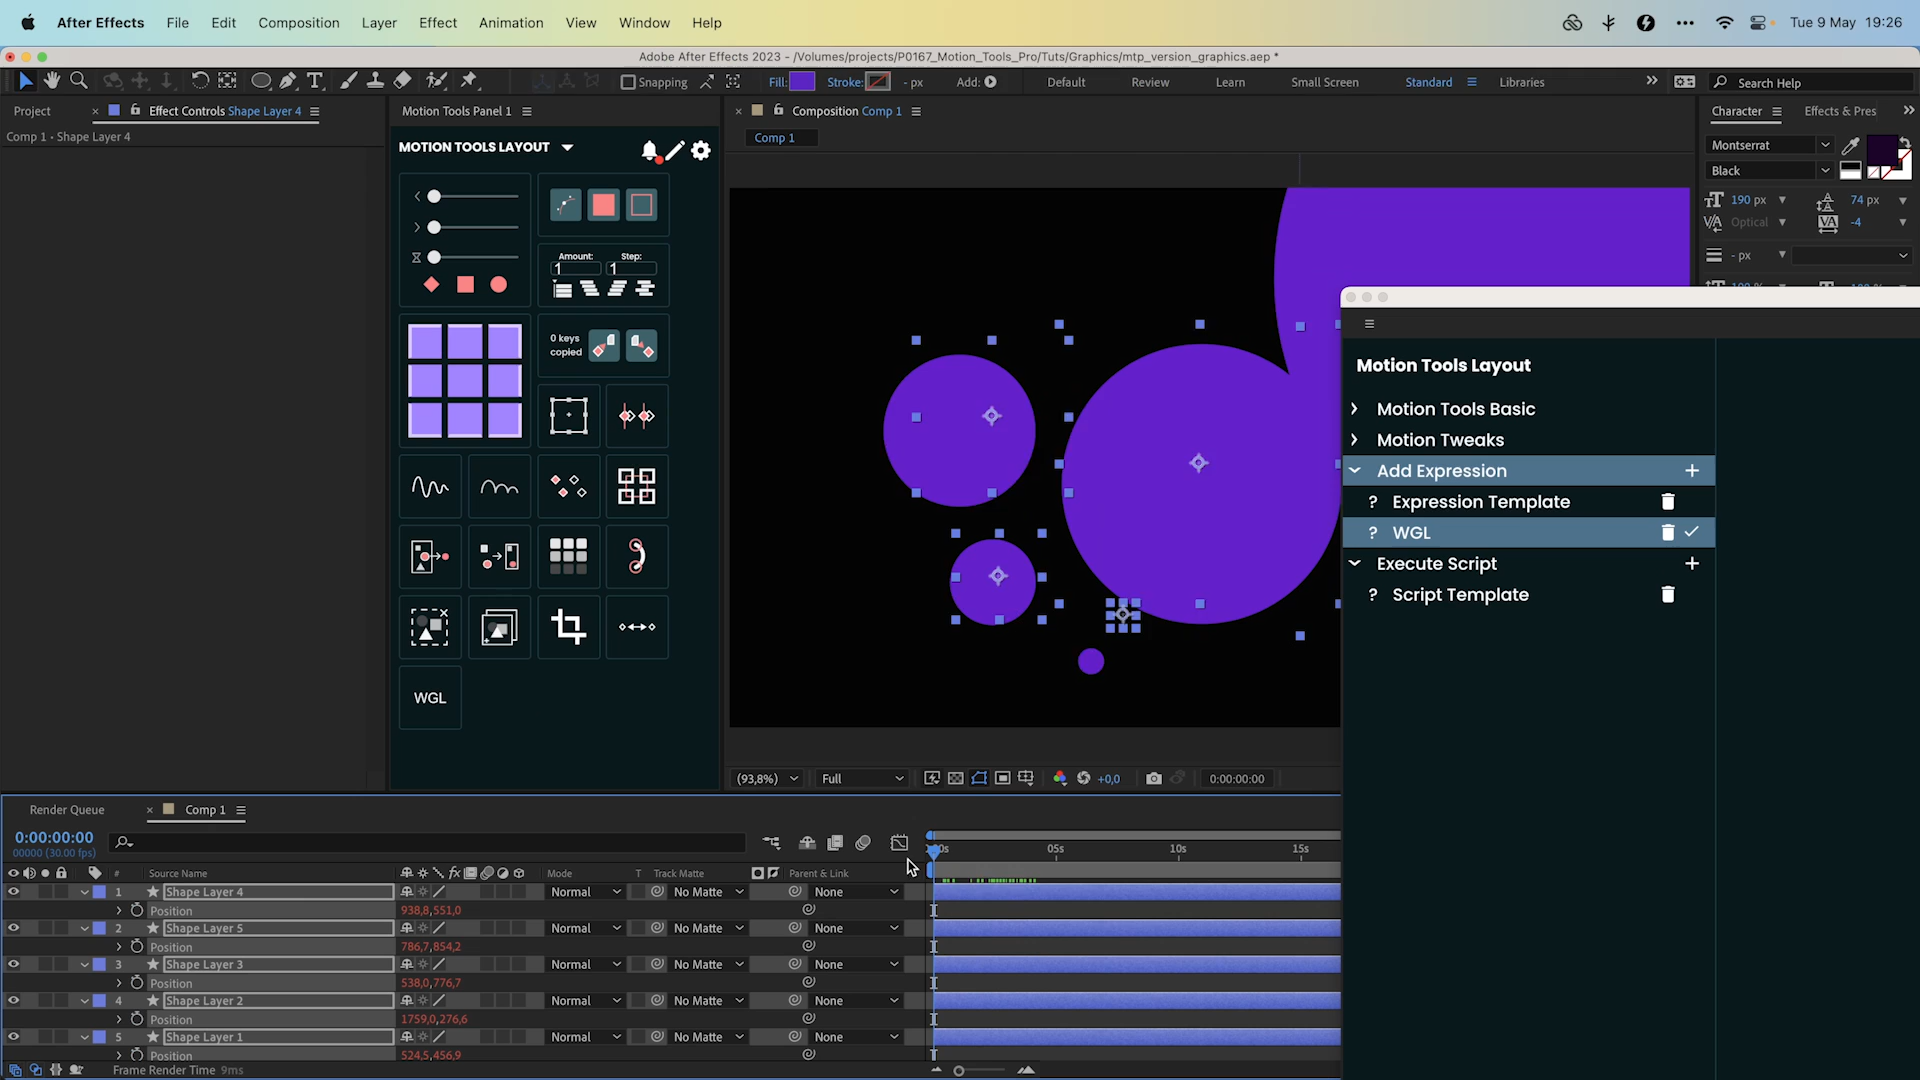 After Effects File Edit Composition Layer Effect Animation View Window Help Tue 9 May 19:26
Adobe After Effects 2023 - /Volumes/projects/P0167_Motion_Tools_Pro/Tuts/Graphics/mtp_version_graphics.aep *
Snapping Fill: Stroke: - px Add: Default Review Learn Small Screen Standard Libraries Search Help
Project Effect Controls Shape Layer 4 Motion Tools Panel 1 Composition Comp 1 Character Effects & Pres
Comp 1 • Shape Layer 4
Comp 1
Montserrat
Black
190 px 74 px
Optical -4
- px
MOTION TOOLS LAYOUT
Amount: Step:
1 1
0 keys
copied
WGL
Motion Tools Layout
Motion Tools Basic
Motion Tweaks
Add Expression
? Expression Template
? WGL
Execute Script
? Script Template
(93,8%) Full +0,0 0:00:00:00
Render Queue Comp 1
0:00:00:00
00000 (30.00 fps)
05s 10s 15s
# Source Name Mode T Track Matte Parent & Link
1 Shape Layer 4 Normal No Matte None
Position 938,8,551,0
2 Shape Layer 5 Normal No Matte None
Position 786,7,854,2
3 Shape Layer 3 Normal No Matte None
Position 538,0,776,7
4 Shape Layer 2 Normal No Matte None
Position 1759,0,276,6
5 Shape Layer 1 Normal No Matte None
Position 524,5,456,9
Frame Render Time 9ms